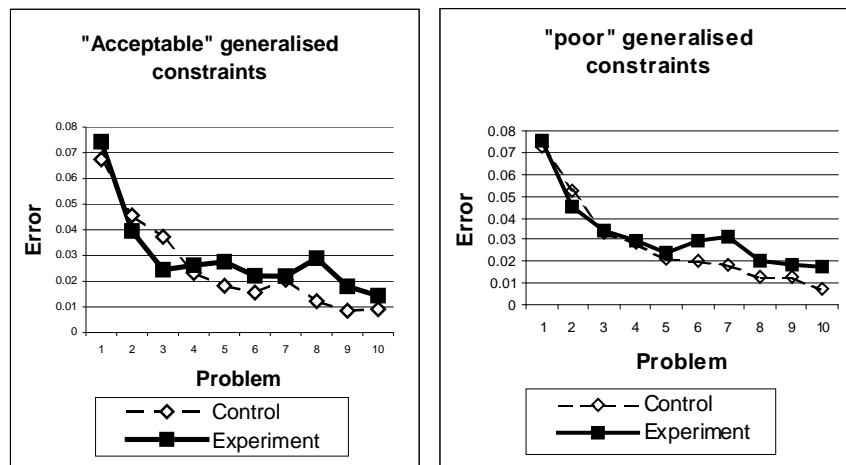 "Acceptable" generalised
constraints
0.08
0.07
0.06
0.05
0.04
0.03
0.02
0.01
0
Error
1 2 3 4 5 6 7 8 9 10
Problem
Control
Experiment
"poor" generalised
constraints
0.08
0.07
0.06
0.05
0.04
0.03
0.02
0.01
0
Error
1 2 3 4 5 6 7 8 9 10
Problem
Control
Experiment